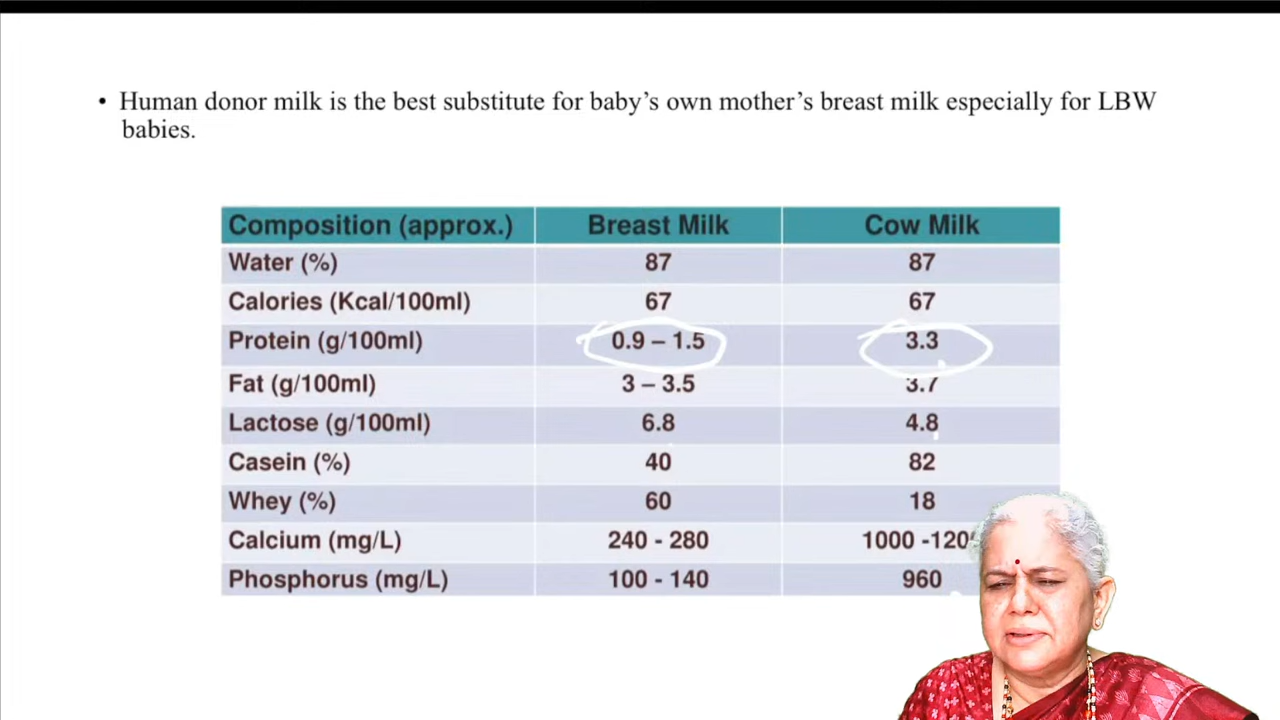 • Human donor milk is the best substitute for baby’s own mother’s breast milk especially for LBW
babies.
Composition (approx.) Breast Milk Cow Milk
Water (%) 87 87
Calories (Kcal/100ml) 67 67
Protein (g/100ml) 0.9 – 1.5 3.3
Fat (g/100ml) 3 – 3.5 3.7
Lactose (g/100ml) 6.8 4.8
Casein (%) 40 82
Whey (%) 60 18
Calcium (mg/L) 240 - 280 1000 -
Phosphorus (mg/L) 100 - 140 960